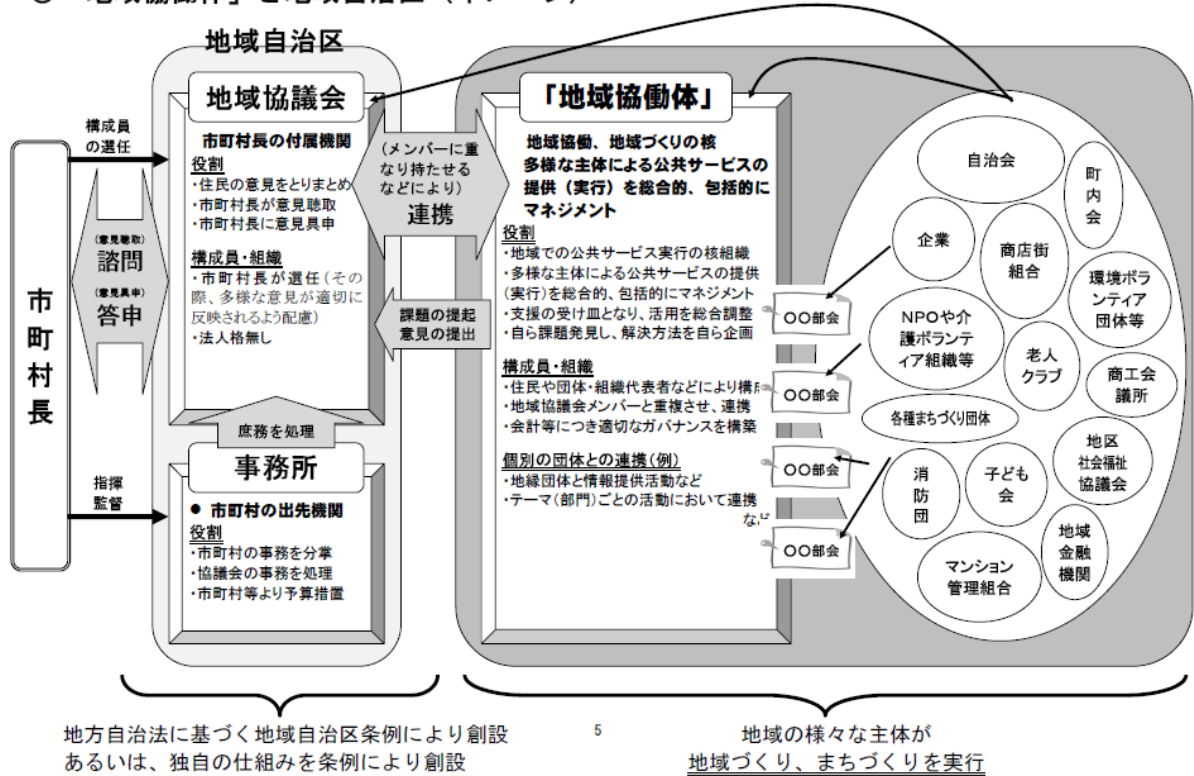 地域自治区
市町村長
構成員
の選任
(意見聴取)
諮問
(意見具申)
答申
指揮
監督
地域協議会
市町村長の付属機関
役割
・住民の意見をとりまとめ
・市町村長が意見聴取
・市町村長に意見具申
構成員・組織
・市町村長が選任(その
際、多様な意見が適切に
反映されるよう配慮)
・法人格無し
庶務を処理
事務所
● 市町村の出先機関
役割
・市町村の事務を分掌
・協議会の事務を処理
・市町村等より予算措置
(メンバーに重
なり持たせる
などにより)
連携
課題の提起
意見の提出
「地域協働体」
地域協働、地域づくりの核
多様な主体による公共サービスの
提供(実行)を総合的、包括的に
マネジメント
役割
・地域での公共サービス実行の核組織
・多様な主体による公共サービスの提供
(実行)を総合的、包括的にマネジメント
・支援の受け皿となり、活用を総合調整
・自ら課題発見し、解決方法を自ら企画
構成員・組織
・住民や団体・組織代表者などにより構成
・地域協議会メンバーと重複させ、連携
・会計等につき適切なガバナンスを構築
個別の団体との連携(例)
・地縁団体と情報提供活動など
・テーマ(部門)ごとの活動において連携
など
〇〇部会
〇〇部会
〇〇部会
〇〇部会
自治会
町内会
企業
商店街
組合
環境ボラ
ンティア
団体等
NPOや介
護ボランテ
ィア組織等
老人
クラブ
商工会
議所
各種まちづくり団体
地区
社会福祉
協議会
消防団
子ども
会
地域
金融
機関
マンション
管理組合
地方自治法に基づく地域自治区条例により創設
あるいは、独自の仕組みを条例により創設
5
地域の様々な主体が
地域づくり、まちづくりを実行